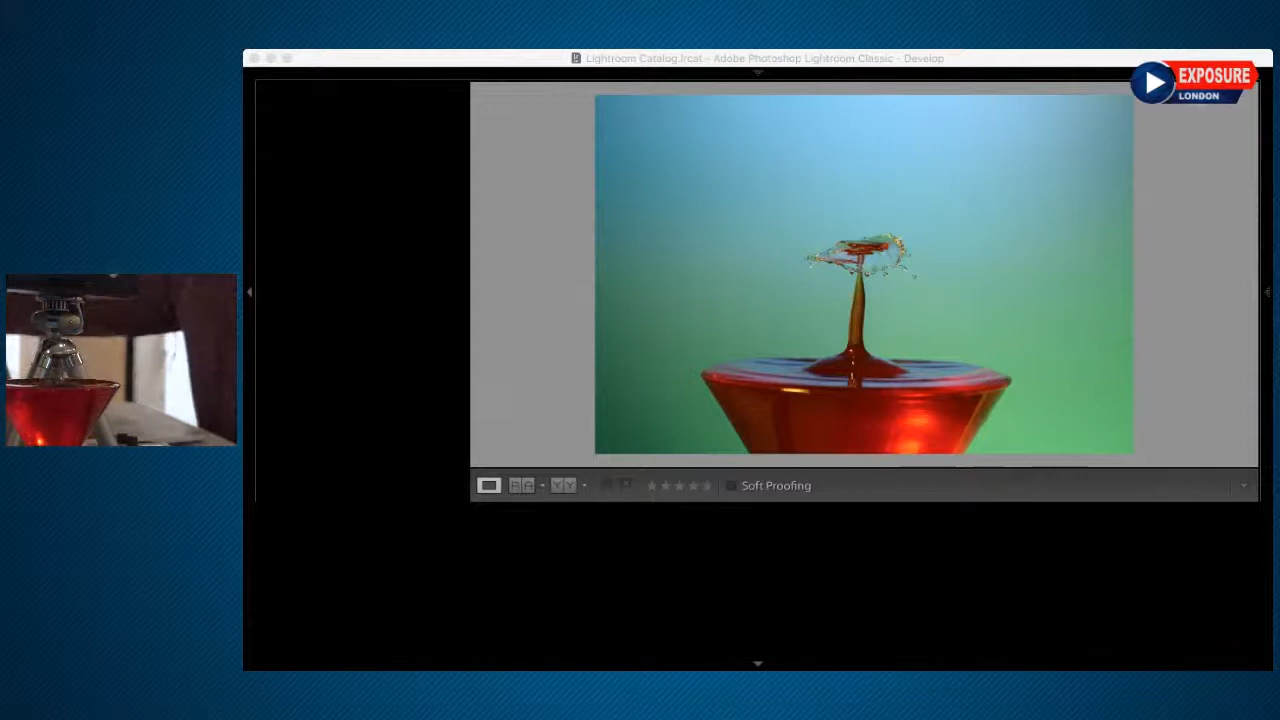 Lightroom Catalog.lrcat - Adobe Photoshop Lightroom Classic - Develop
EXPOSURE
LONDON
R A
Y Y
Soft Proofing